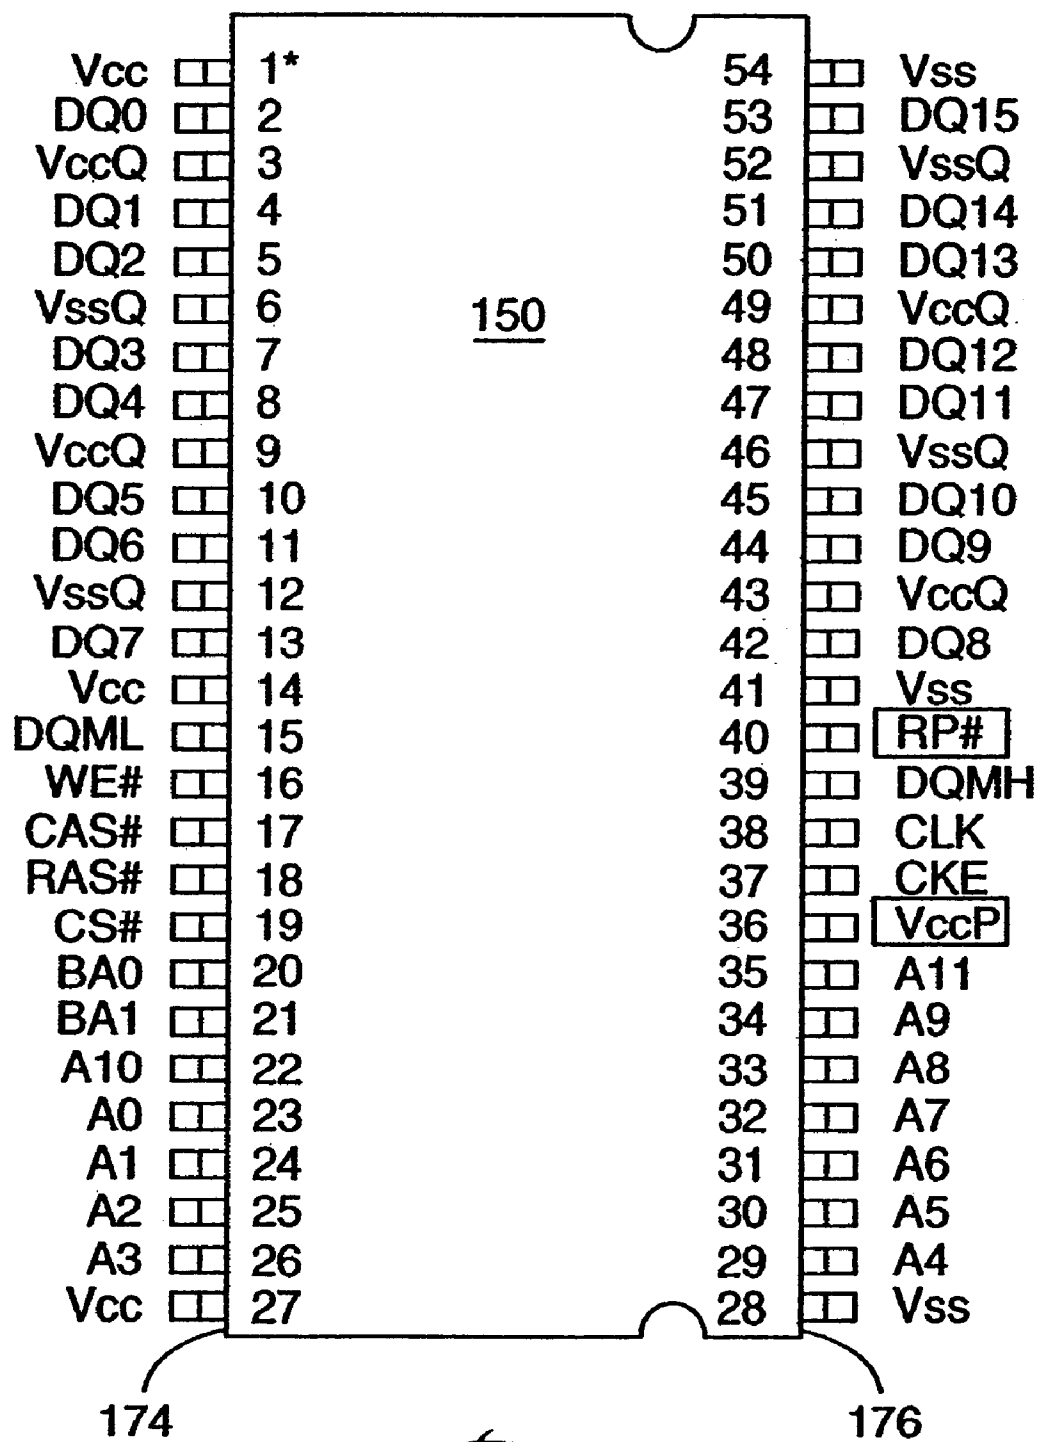 Vcc 1* 54 Vss
DQ0 2 53 DQ15
VccQ 3 52 VssQ
DQ1 4 51 DQ14
DQ2 5 50 DQ13
VssQ 6 49 VccQ
150
DQ3 7 48 DQ12
DQ4 8 47 DQ11
VccQ 9 46 VssQ
DQ5 10 45 DQ10
DQ6 11 44 DQ9
VssQ 12 43 VccQ
DQ7 13 42 DQ8
Vcc 14 41 Vss
DQML 15 40 RP#
WE# 16 39 DQMH
CAS# 17 38 CLK
RAS# 18 37 CKE
CS# 19 36 VccP
BA0 20 35 A11
BA1 21 34 A9
A10 22 33 A8
A0 23 32 A7
A1 24 31 A6
A2 25 30 A5
A3 26 29 A4
Vcc 27 28 Vss
174 176